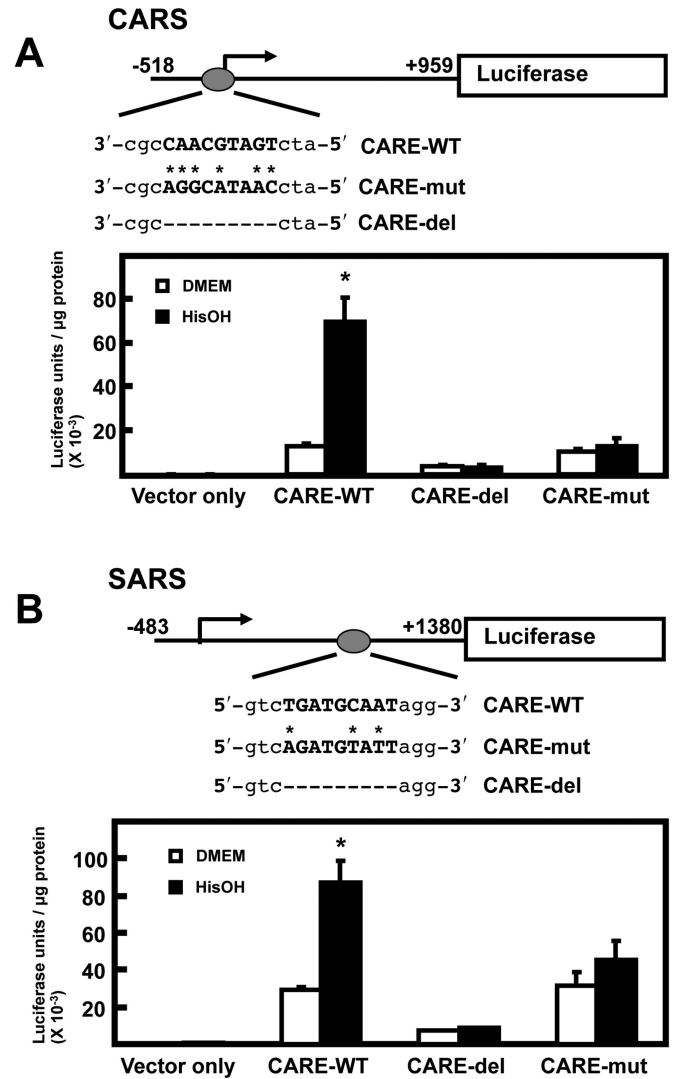 CARS
A
-518
+959
Luciferase
3′-cgcCAACGTAGTcta-5′ CARE-WT
*** * **
3′-cgcAGGCATAACcta-5′ CARE-mut
3′-cgc---------cta-5′ CARE-del
Luciferase units / µg protein
(X 10-3)
DMEM
HisOH
*
80
60
40
20
Vector only CARE-WT CARE-del CARE-mut
SARS
B
-483
+1380
Luciferase
5′-gtcTGATGCAATagg-3′ CARE-WT
* * *
5′-gtcAGATGTATTagg-3′ CARE-mut
5′-gtc---------agg-3′ CARE-del
Luciferase units / µg protein
(X 10-3)
DMEM
HisOH
*
100
80
60
40
20
Vector only CARE-WT CARE-del CARE-mut